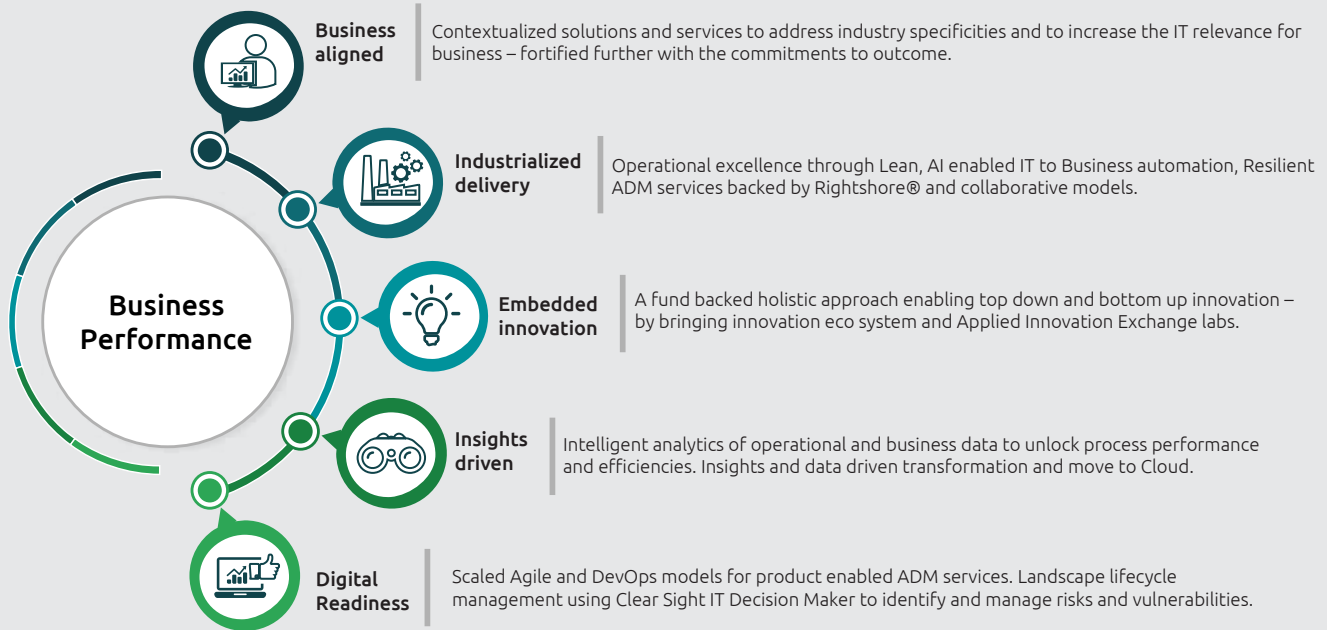 Business
aligned
Contextualized solutions and services to address industry specificities and to increase the IT relevance for
business – fortified further with the commitments to outcome.
Industrialized
delivery
Operational excellence through Lean, AI enabled IT to Business automation, Resilient
ADM services backed by Rightshore® and collaborative models.
Business
Performance
Embedded
innovation
A fund backed holistic approach enabling top down and bottom up innovation –
by bringing innovation eco system and Applied Innovation Exchange labs.
Insights
driven
Intelligent analytics of operational and business data to unlock process performance
and efficiencies. Insights and data driven transformation and move to Cloud.
Digital
Readiness
Scaled Agile and DevOps models for product enabled ADM services. Landscape lifecycle
management using Clear Sight IT Decision Maker to identify and manage risks and vulnerabilities.